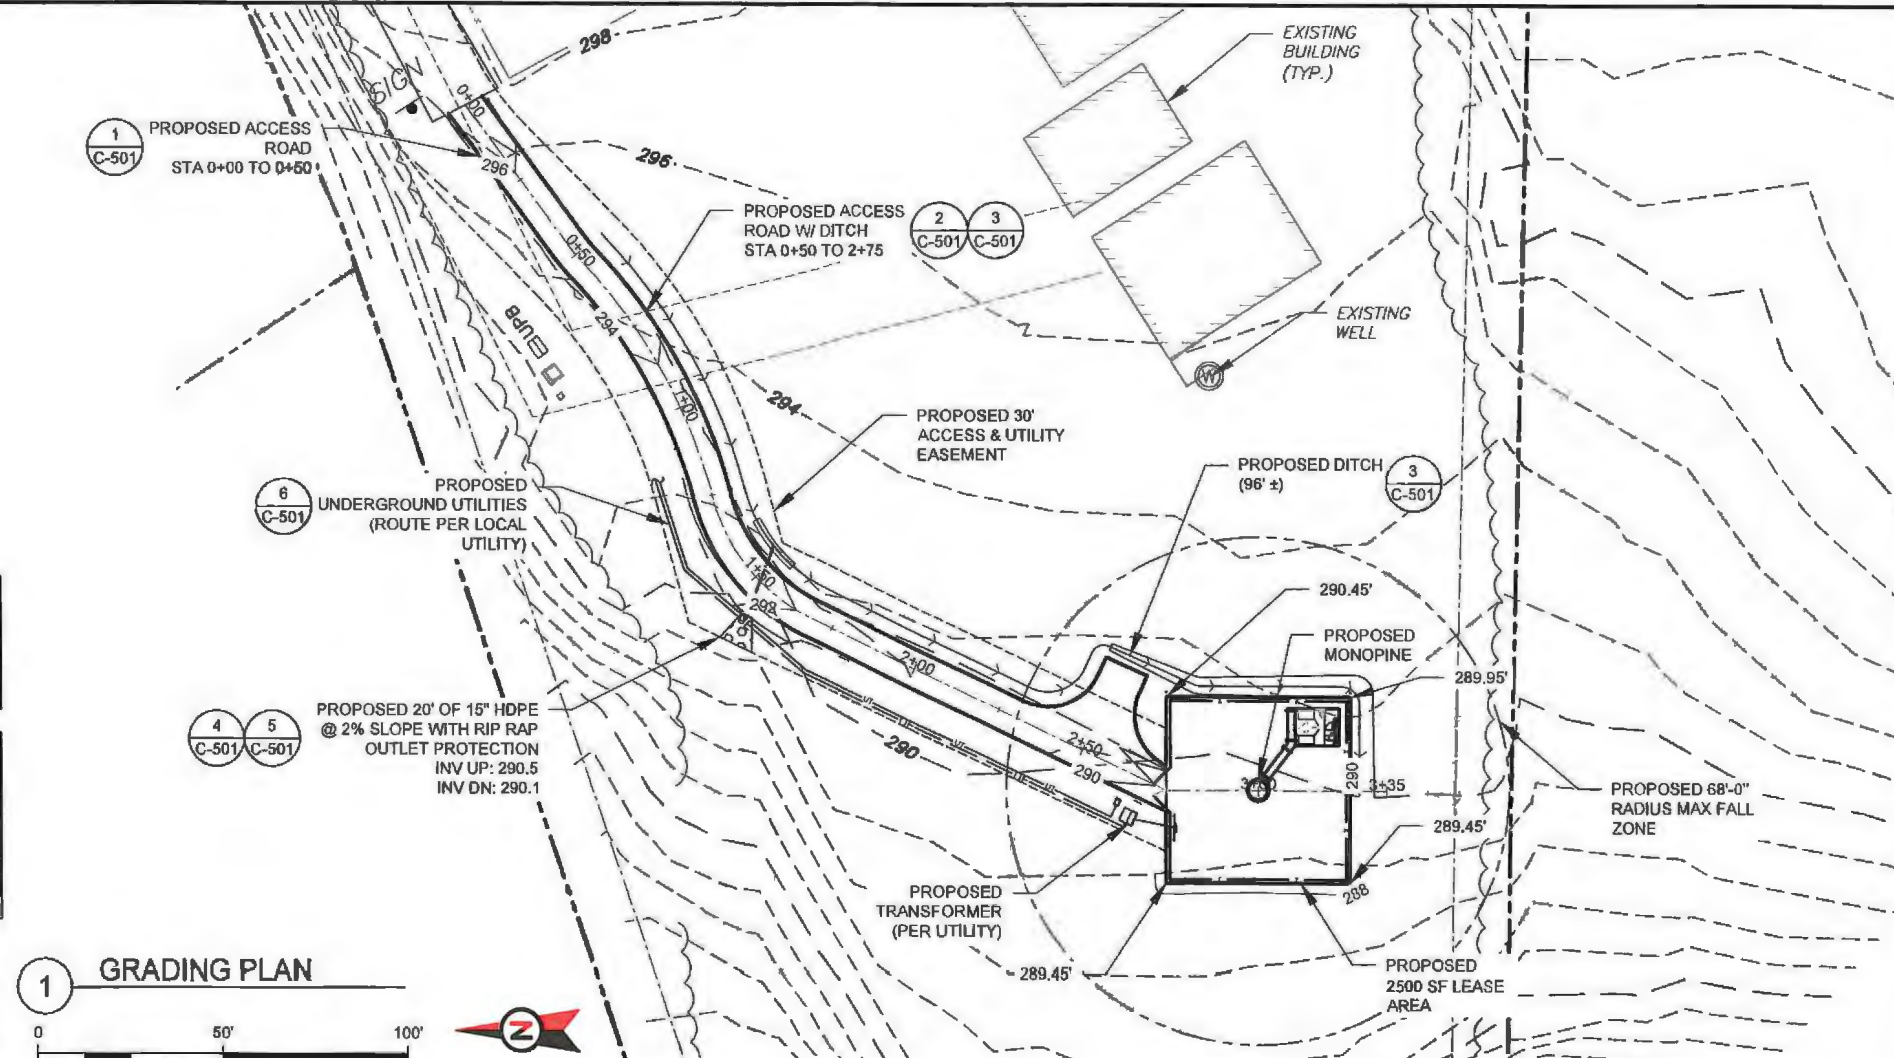 298
EXISTING
BUILDING
(TYP.)
SIGN
0+00
1
C-501
PROPOSED ACCESS
ROAD
STA 0+00 TO 0+50
296
296
PROPOSED ACCESS
ROAD W/ DITCH
STA 0+50 TO 2+75
2
C-501
3
C-501
0+50
294
UPB
EXISTING
WELL
W
1+00
294
PROPOSED 30'
ACCESS & UTILITY
EASEMENT
PROPOSED DITCH
(96' ±)
3
C-501
6
C-501
PROPOSED
UNDERGROUND UTILITIES
(ROUTE PER LOCAL
UTILITY)
1+50
292
290.45'
PROPOSED
MONOPINE
2+00
289.95'
4
C-501
5
C-501
PROPOSED 20' OF 15" HDPE
@ 2% SLOPE WITH RIP RAP
OUTLET PROTECTION
INV UP: 290.5
INV DN: 290.1
290
2+50
290
290
3+35
PROPOSED 68'-0"
RADIUS MAX FALL
ZONE
289.45'
PROPOSED
TRANSFORMER
(PER UTILITY)
288
289.45'
PROPOSED
2500 SF LEASE
AREA
1
GRADING PLAN
0
50'
100'
N